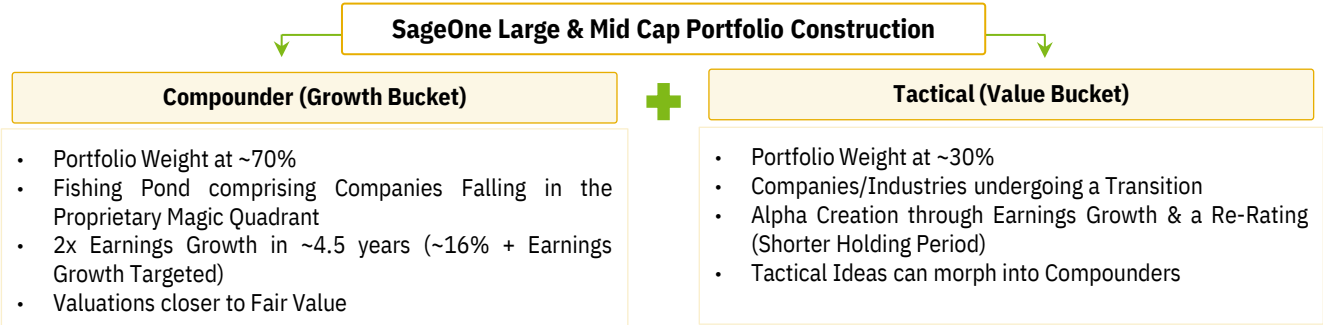 SageOne Large & Mid Cap Portfolio Construction
Compounder (Growth Bucket)
• Portfolio Weight at ~70%
• Fishing Pond comprising Companies Falling in the
Proprietary Magic Quadrant
• 2x Earnings Growth in ~4.5 years (~16% + Earnings
Growth Targeted)
• Valuations closer to Fair Value
Tactical (Value Bucket)
• Portfolio Weight at ~30%
• Companies/Industries undergoing a Transition
• Alpha Creation through Earnings Growth & a Re-Rating
(Shorter Holding Period)
• Tactical Ideas can morph into Compounders